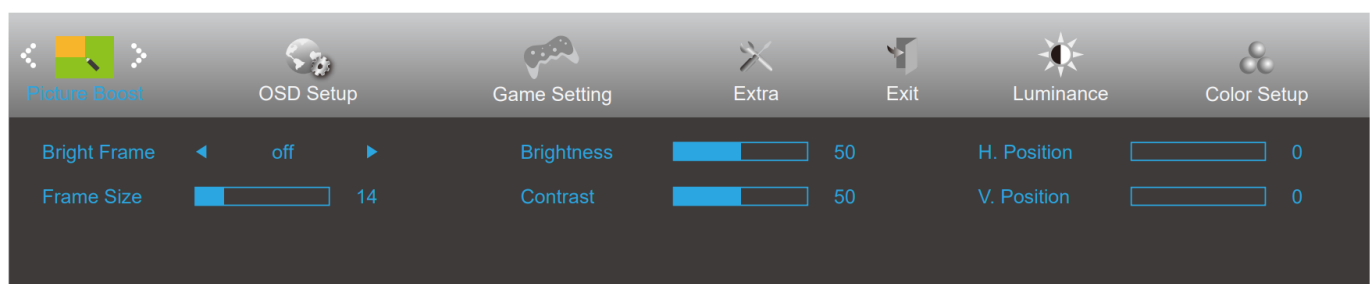 Picture Boost OSD Setup Game Setting Extra Exit Luminance Color Setup
Bright Frame off Brightness 50 H. Position 0
Frame Size 14 Contrast 50 V. Position 0